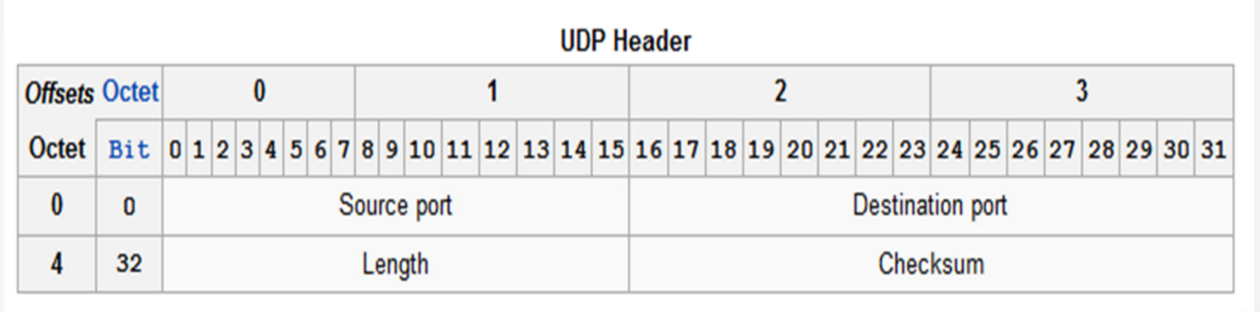 UDP Header
Offsets Octet 0 1 2 3
Octet Bit 0 1 2 3 4 5 6 7 8 9 10 11 12 13 14 15 16 17 18 19 20 21 22 23 24 25 26 27 28 29 30 31
0 0 Source port Destination port
4 32 Length Checksum